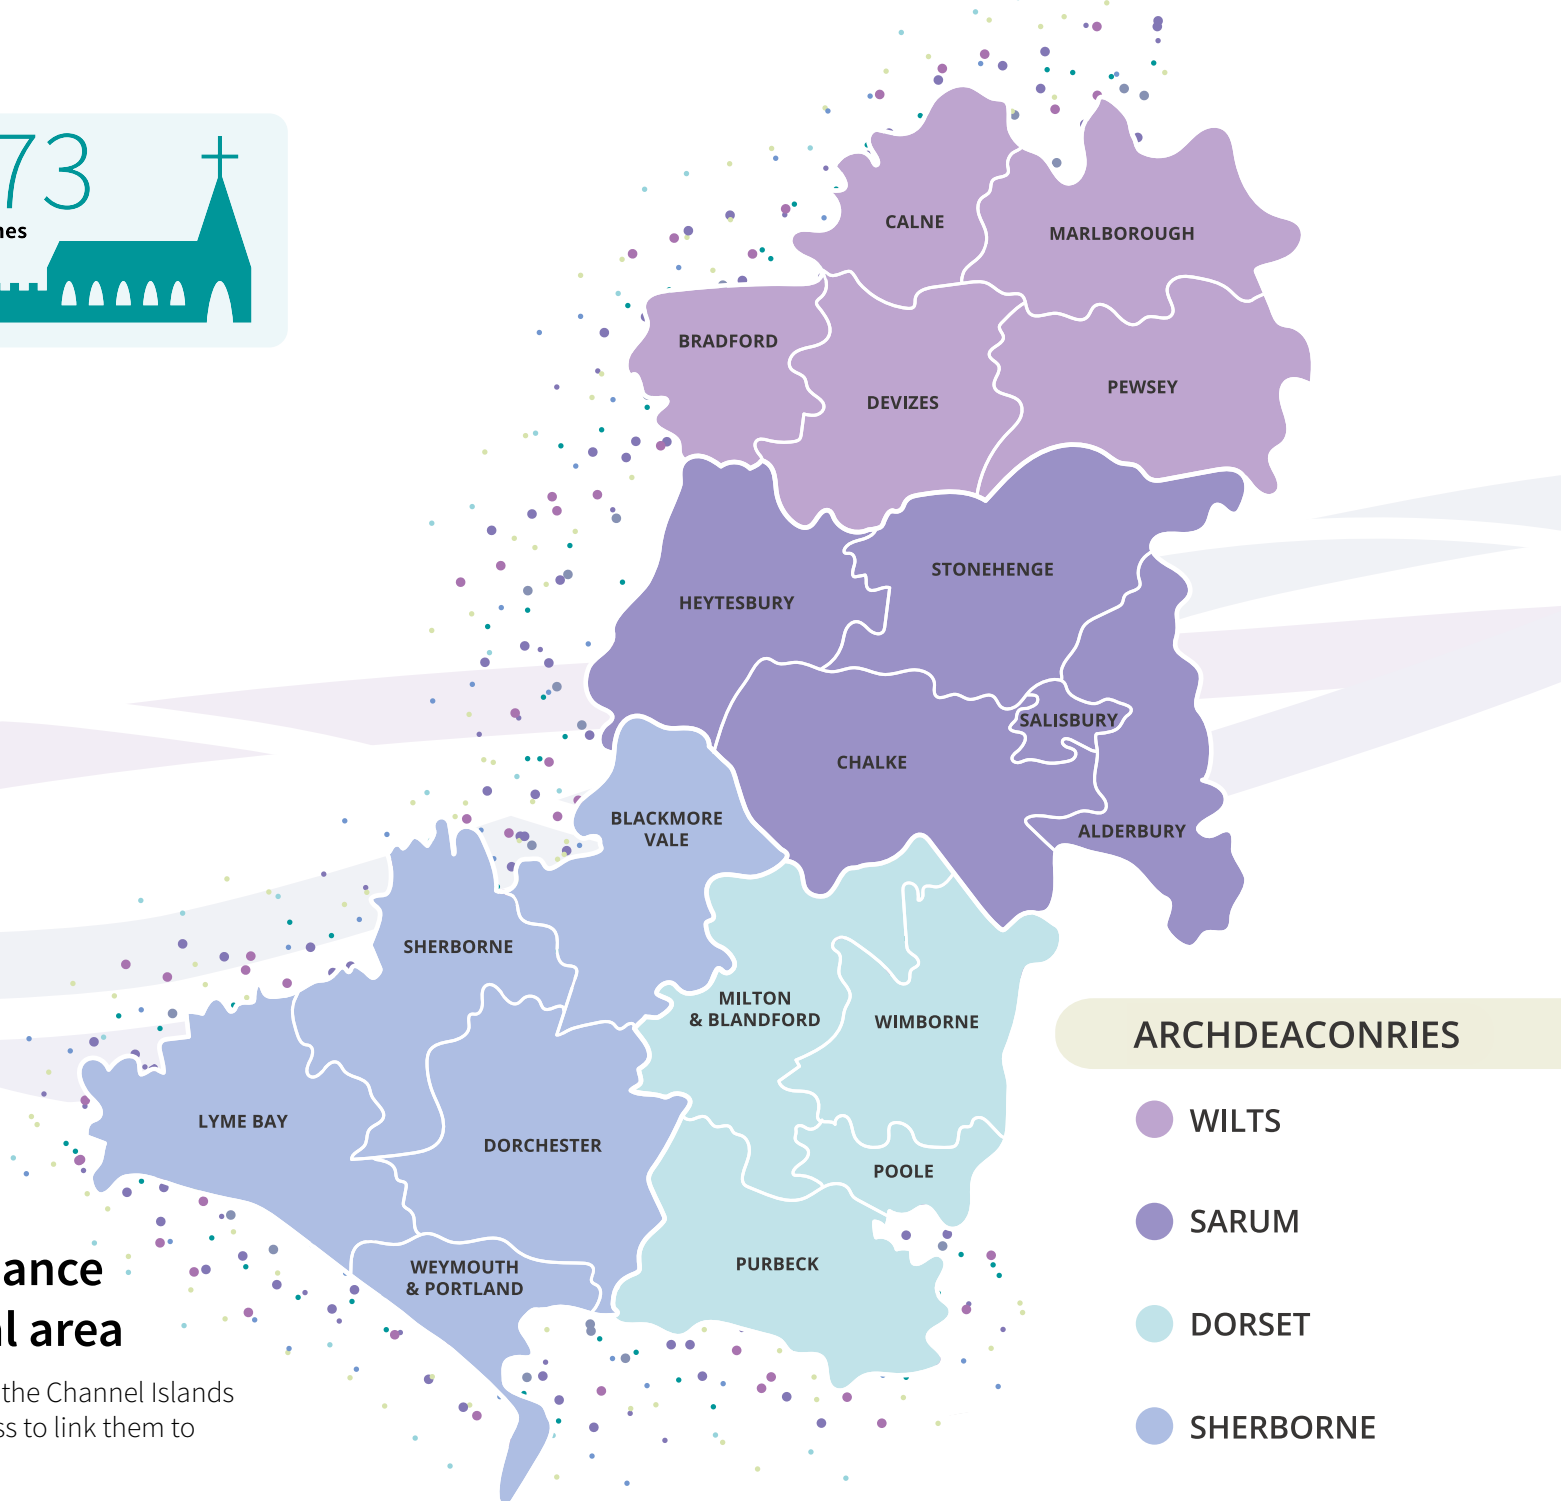 73
nes
CALNE
MARLBOROUGH
BRADFORD
DEVIZES
PEWSEY
STONEHENGE
HEYTESBURY
SALISBURY
CHALKE
ALDERBURY
BLACKMORE
VALE
SHERBORNE
MILTON
& BLANDFORD
WIMBORNE
LYME BAY
DORCHESTER
POOLE
PURBECK
WEYMOUTH
& PORTLAND
ARCHDEACONRIES
WILTS
SARUM
DORSET
SHERBORNE
ance
al area
the Channel Islands
ss to link them to